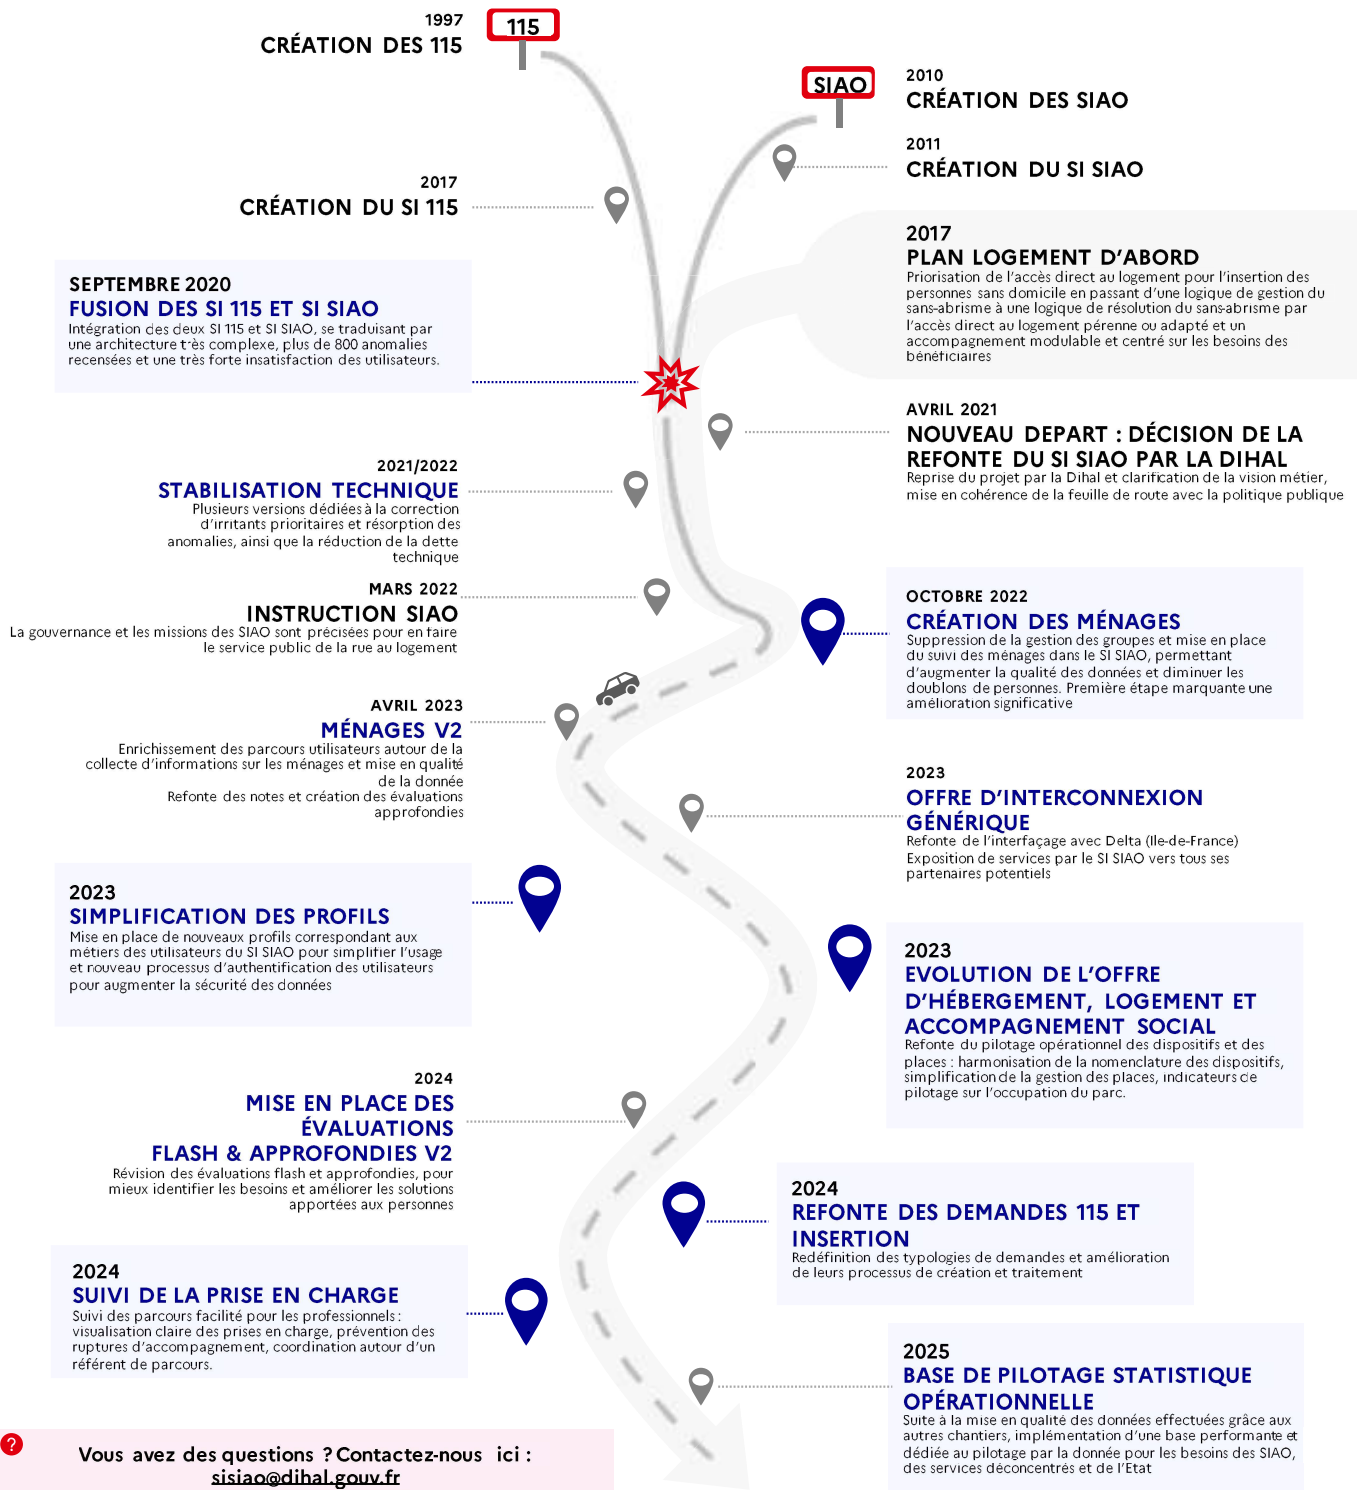 1997
CRÉATION DES 115
115
SIAO
2010
CRÉATION DES SIAO
2011
CRÉATION DU SI SIAO
2017
CRÉATION DU SI 115
2017
PLAN LOGEMENT D’ABORD
Priorisation de l’accès direct au logement pour l’insertion des
personnes sans domicile en passant d’une logique de gestion du
sans-abrisme à une logique de résolution du sans-abrisme par
l’accès direct au logement pérenne ou adapté et un
accompagnement modulable et centré sur les besoins des
bénéficiaires
SEPTEMBRE 2020
FUSION DES SI 115 ET SI SIAO
Intégration des deux SI 115 et SI SIAO, se traduisant par
une architecture très complexe, plus de 800 anomalies
recensées et une très forte insatisfaction des utilisateurs.
AVRIL 2021
NOUVEAU DEPART : DÉCISION DE LA
REFONTE DU SI SIAO PAR LA DIHAL
Reprise du projet par la Dihal et clarification de la vision métier,
mise en cohérence de la feuille de route avec la politique publique
2021/2022
STABILISATION TECHNIQUE
Plusieurs versions dédiées à la correction
d’irritants prioritaires et résorption des
anomalies, ainsi que la réduction de la dette
technique
MARS 2022
INSTRUCTION SIAO
La gouvernance et les missions des SIAO sont précisées pour en faire
le service public de la rue au logement
OCTOBRE 2022
CRÉATION DES MÉNAGES
Suppression de la gestion des groupes et mise en place
du suivi des ménages dans le SI SIAO, permettant
d’augmenter la qualité des données et diminuer les
doublons de personnes. Première étape marquante une
amélioration significative
AVRIL 2023
MÉNAGES V2
Enrichissement des parcours utilisateurs autour de la
collecte d’informations sur les ménages et mise en qualité
de la donnée
Refonte des notes et création des évaluations
approfondies
2023
OFFRE D’INTERCONNEXION
GÉNÉRIQUE
Refonte de l’interfaçage avec Delta (Ile-de-France)
Exposition de services par le SI SIAO vers tous ses
partenaires potentiels
2023
SIMPLIFICATION DES PROFILS
Mise en place de nouveaux profils correspondant aux
métiers des utilisateurs du SI SIAO pour simplifier l’usage
et nouveau processus d’authentification des utilisateurs
pour augmenter la sécurité des données
2023
EVOLUTION DE L’OFFRE
D’HÉBERGEMENT, LOGEMENT ET
ACCOMPAGNEMENT SOCIAL
Refonte du pilotage opérationnel des dispositifs et des
places : harmonisation de la nomenclature des dispositifs,
simplification de la gestion des places, indicateurs de
pilotage sur l’occupation du parc.
2024
MISE EN PLACE DES
ÉVALUATIONS
FLASH & APPROFONDIES V2
Révision des évaluations flash et approfondies, pour
mieux identifier les besoins et améliorer les solutions
apportées aux personnes
2024
REFONTE DES DEMANDES 115 ET
INSERTION
Redéfinition des typologies de demandes et amélioration
de leurs processus de création et traitement
2024
SUIVI DE LA PRISE EN CHARGE
Suivi des parcours facilité pour les professionnels :
visualisation claire des prises en charge, prévention des
ruptures d’accompagnement, coordination autour d’un
référent de parcours.
2025
BASE DE PILOTAGE STATISTIQUE
OPÉRATIONNELLE
Suite à la mise en qualité des données effectuées grâce aux
autres chantiers, implémentation d’une base performante et
dédiée au pilotage par la donnée pour les besoins des SIAO,
des services déconcentrés et de l’Etat
?
Vous avez des questions ? Contactez-nous ici :
sisiao@dihal.gouv.fr